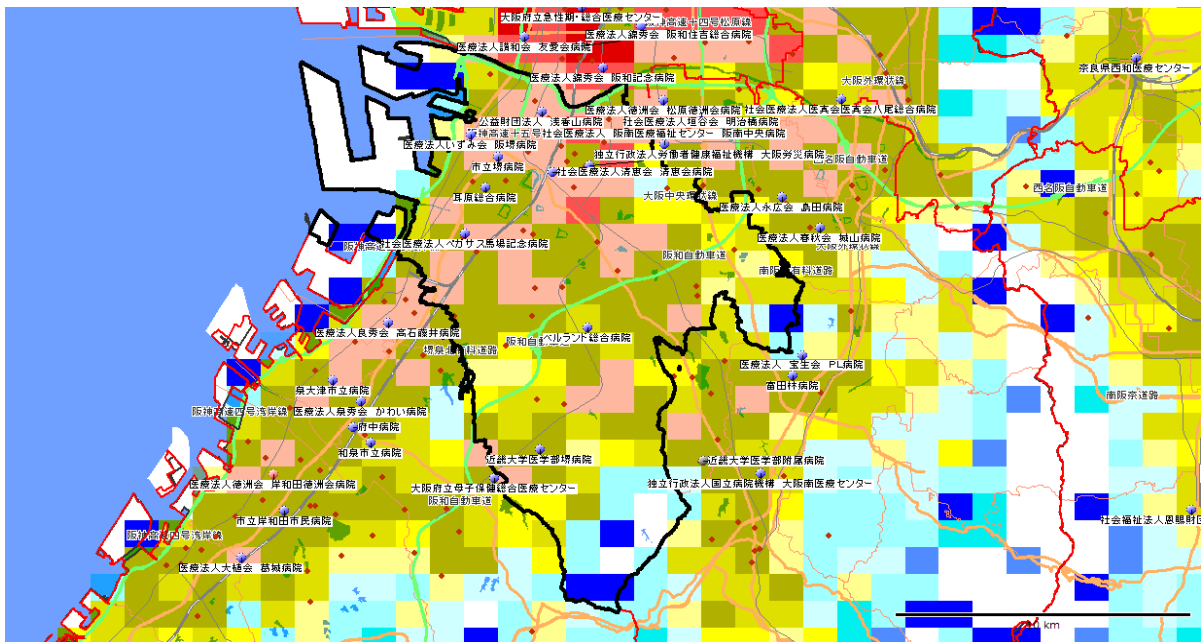 大阪府立急性期・総合医療センター
阪神高速十四号松原線
医療法人錦秀会 阪和住吉総合病院
医療法人讃和会 友愛会病院
奈良県西和医療センター
医療法人錦秀会 阪和記念病院
大阪外環状線
医療法人徳洲会 松原徳洲会病院
社会医療法人医真会医真会八尾総合病院
公益財団法人 浅香山病院
社会医療法人垣谷会 明治橋病院
阪神高速十五号
社会医療法人 阪南医療福祉センター 阪南中央病院
医療法人いずみ会 阪堺病院
独立行政法人労働者健康福祉機構 大阪労災病院
市立堺病院
西名阪自動車道
社会医療法人清恵会 清恵会病院
耳原総合病院
大阪中央環状線
西名阪自動車道
医療法人永広会 島田病院
医療法人春秋会 城山病院
阪神高速
社会医療法人ペガサス馬場記念病院
大阪外環状線
阪和自動車道
南阪奈有料道路
医療法人良秀会 高石藤井病院
ベルランド総合病院
阪和自動車道
堺泉北有料道路
医療法人 宝生会 PL病院
富田林病院
泉大津市立病院
南阪奈道路
阪神高速四号湾岸線
医療法人泉秀会 かわい病院
府中病院
和泉市立病院
近畿大学医学部堺病院
近畿大学医学部附属病院
医療法人徳洲会 岸和田徳洲会病院
大阪府立母子保健総合医療センター
独立行政法人国立病院機構 大阪南医療センター
阪和自動車道
市立岸和田市民病院
社会福祉法人恩賜財団
阪神高速四号湾岸線
医療法人大植会 葛城病院
10 km